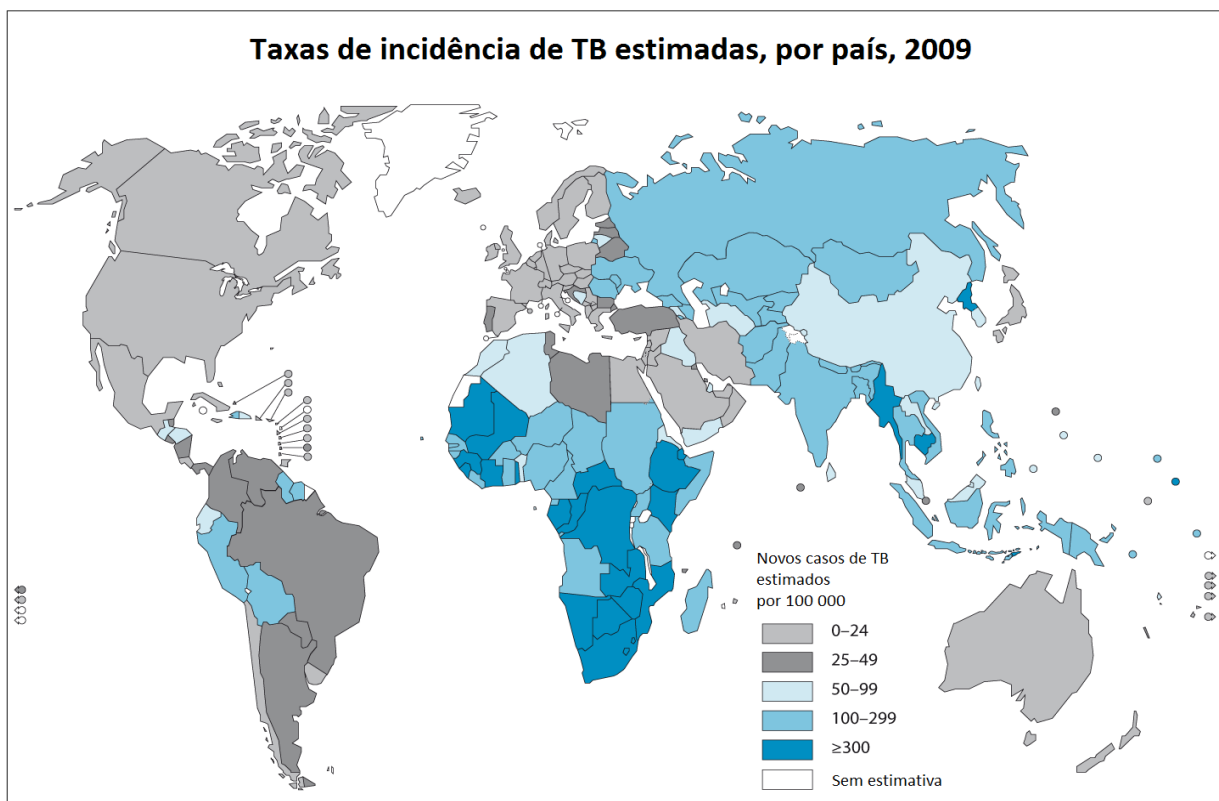 Taxas de incidência de TB estimadas, por país, 2009
Novos casos de TB
estimados
por 100 000
0–24
25–49
50–99
100–299
≥300
Sem estimativa